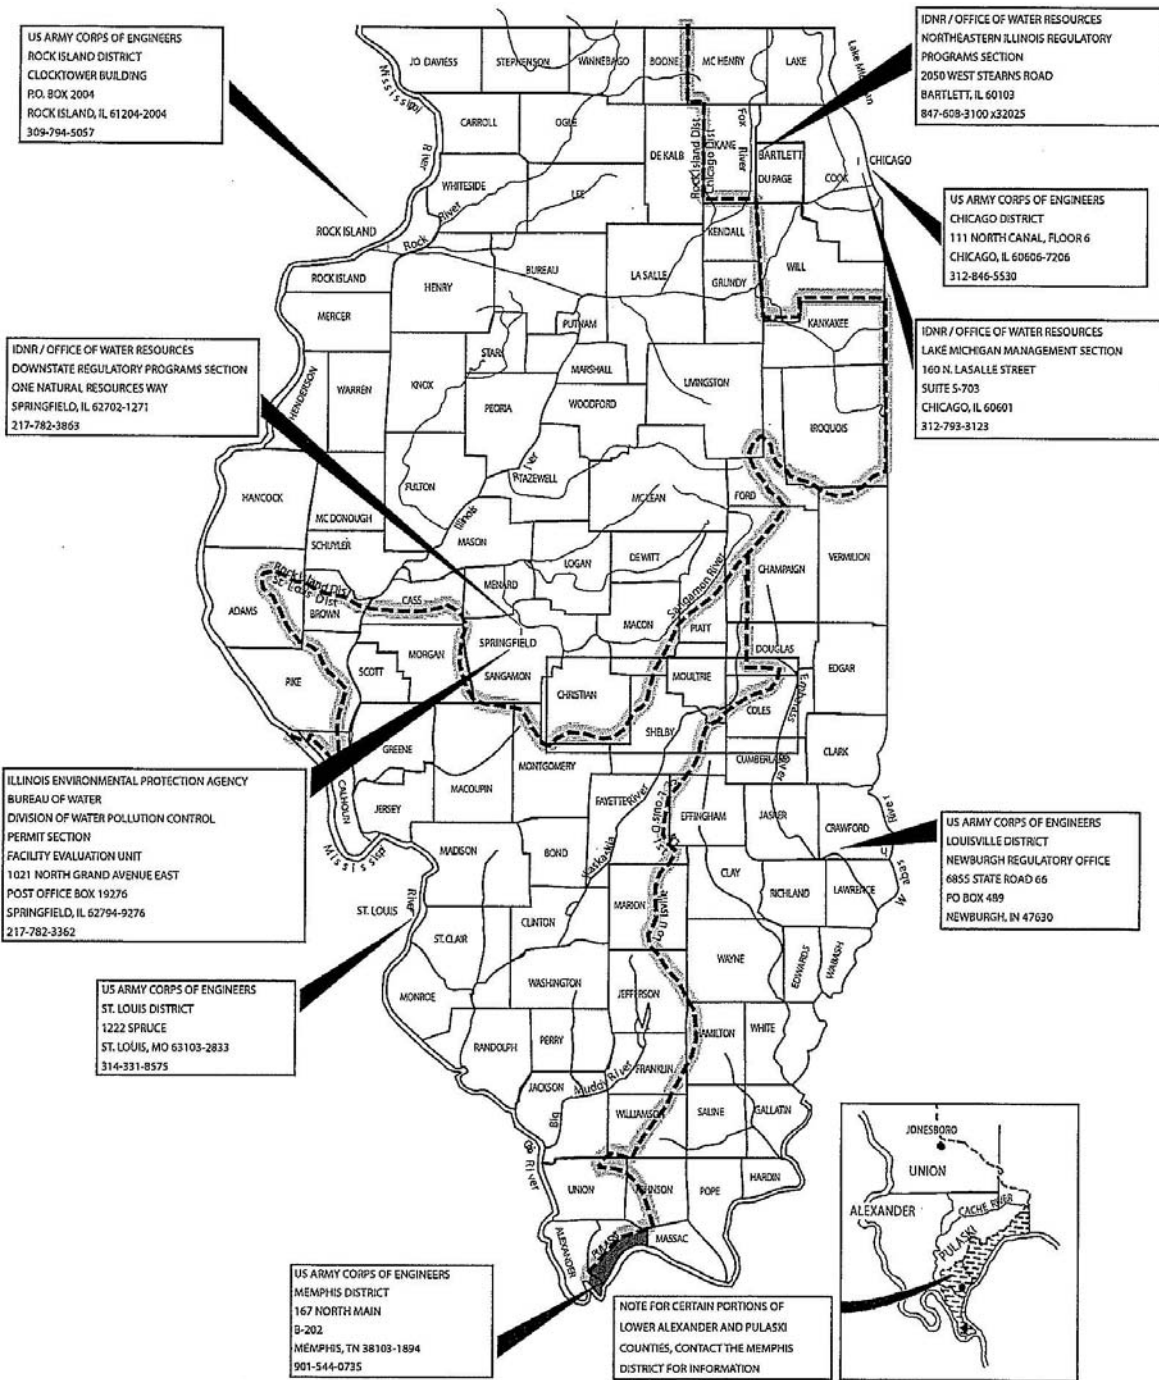 US ARMY CORPS OF ENGINEERS
ROCK ISLAND DISTRICT
CLOCKTOWER BUILDING
P.O. BOX 2004
ROCK ISLAND, IL 61204-2004
309-794-5057
IDNR / OFFICE OF WATER RESOURCES
NORTHEASTERN ILLINOIS REGULATORY
PROGRAMS SECTION
2050 WEST STEARNS ROAD
BARTLETT, IL 60103
847-608-3100 x32025
US ARMY CORPS OF ENGINEERS
CHICAGO DISTRICT
111 NORTH CANAL, FLOOR 6
CHICAGO, IL 60606-7206
312-846-5530
IDNR / OFFICE OF WATER RESOURCES
LAKE MICHIGAN MANAGEMENT SECTION
160 N. LASALLE STREET
SUITE S-703
CHICAGO, IL 60601
312-793-3123
IDNR / OFFICE OF WATER RESOURCES
DOWNSTATE REGULATORY PROGRAMS SECTION
ONE NATURAL RESOURCES WAY
SPRINGFIELD, IL 62702-1271
217-782-3863
ILLINOIS ENVIRONMENTAL PROTECTION AGENCY
BUREAU OF WATER
DIVISION OF WATER POLLUTION CONTROL
PERMIT SECTION
FACILITY EVALUATION UNIT
1021 NORTH GRAND AVENUE EAST
POST OFFICE BOX 19276
SPRINGFIELD, IL 62794-9276
217-782-3362
US ARMY CORPS OF ENGINEERS
LOUISVILLE DISTRICT
NEWBURGH REGULATORY OFFICE
6855 STATE ROAD 66
PO BOX 489
NEWBURGH, IN 47630
US ARMY CORPS OF ENGINEERS
ST. LOUIS DISTRICT
1222 SPRUCE
ST. LOUIS, MO 63103-2833
314-331-8575
US ARMY CORPS OF ENGINEERS
MEMPHIS DISTRICT
167 NORTH MAIN
B-202
MEMPHIS, TN 38103-1894
901-544-0735
NOTE FOR CERTAIN PORTIONS OF
LOWER ALEXANDER AND PULASKI
COUNTIES, CONTACT THE MEMPHIS
DISTRICT FOR INFORMATION
JONESBORO
UNION
ALEXANDER
CACHE RIVER
PULASKI
JO DAVIESS
STEPHENSON
WINNEBAGO
BOONE
MC HENRY
LAKE
Mississippi
River
CARROLL
OGLE
DE KALB
KANE
Rock Island Dist
Chicago Dist
Fox River
BARTLETT
DU PAGE
COOK
CHICAGO
WHITESIDE
LEE
Rock River
ROCK ISLAND
ROCK ISLAND
KENDALL
WILL
GRUNDY
LA SALLE
BUREAU
HENRY
MERCER
PUTNAM
KANKAKEE
STARK
MARSHALL
KNOX
WARREN
HENDERSON
PEORIA
WOODFORD
LIVINGSTON
IROQUOIS
River
TAZEWELL
FULTON
MCLEAN
FORD
HANCOCK
MC DONOUGH
Illinois
SCHUYLER
MASON
LOGAN
DE WITT
CHAMPAIGN
VERMILION
Rock Island Dist
St. Louis Dist
ADAMS
BROWN
CASS
MENARD
Sangamon River
PIATT
MACON
SPRINGFIELD
SANGAMON
MORGAN
SCOTT
PIKE
DOUGLAS
EDGAR
MOULTRIE
CHRISTIAN
SHELBY
COLES
Embarrass
River
GREENE
CALHOUN
JERSEY
MACOUPIN
MONTGOMERY
CUMBERLAND
CLARK
FAYETTE
Kaskaskia River
EFFINGHAM
JASPER
CRAWFORD
MADISON
BOND
CLAY
RICHLAND
LAWRENCE
ST. LOUIS
River
ST. CLAIR
CLINTON
MARION
Louisville
WAYNE
EDWARDS
WABASH
MONROE
WASHINGTON
JEFFERSON
RANDOLPH
PERRY
HAMILTON
WHITE
FRANKLIN
JACKSON
Big Muddy River
WILLIAMSON
SALINE
GALLATIN
UNION
JOHNSON
POPE
HARDIN
ALEXANDER
PULASKI
MASSAC